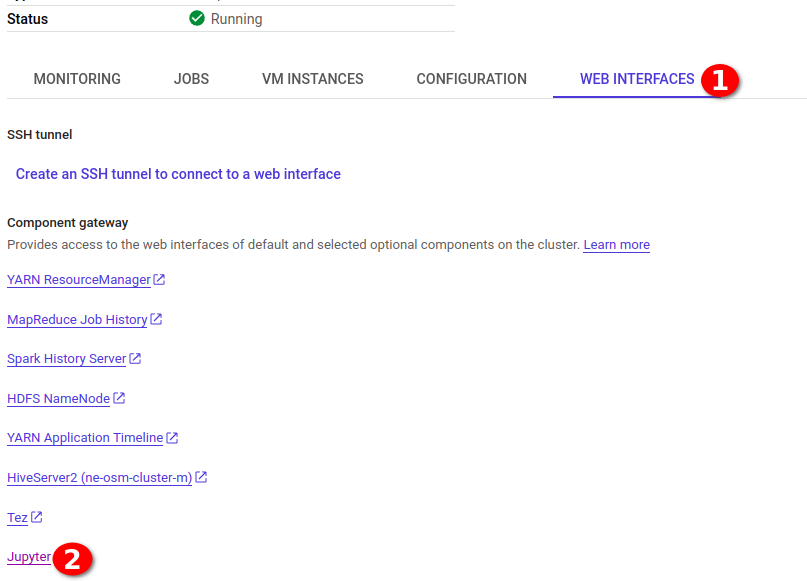 Status Running
MONITORING JOBS VM INSTANCES CONFIGURATION WEB INTERFACES 1
SSH tunnel
Create an SSH tunnel to connect to a web interface
Component gateway
Provides access to the web interfaces of default and selected optional components on the cluster. Learn more
YARN ResourceManager
MapReduce Job History
Spark History Server
HDFS NameNode
YARN Application Timeline
HiveServer2 (ne-osm-cluster-m)
Tez
Jupyter 2